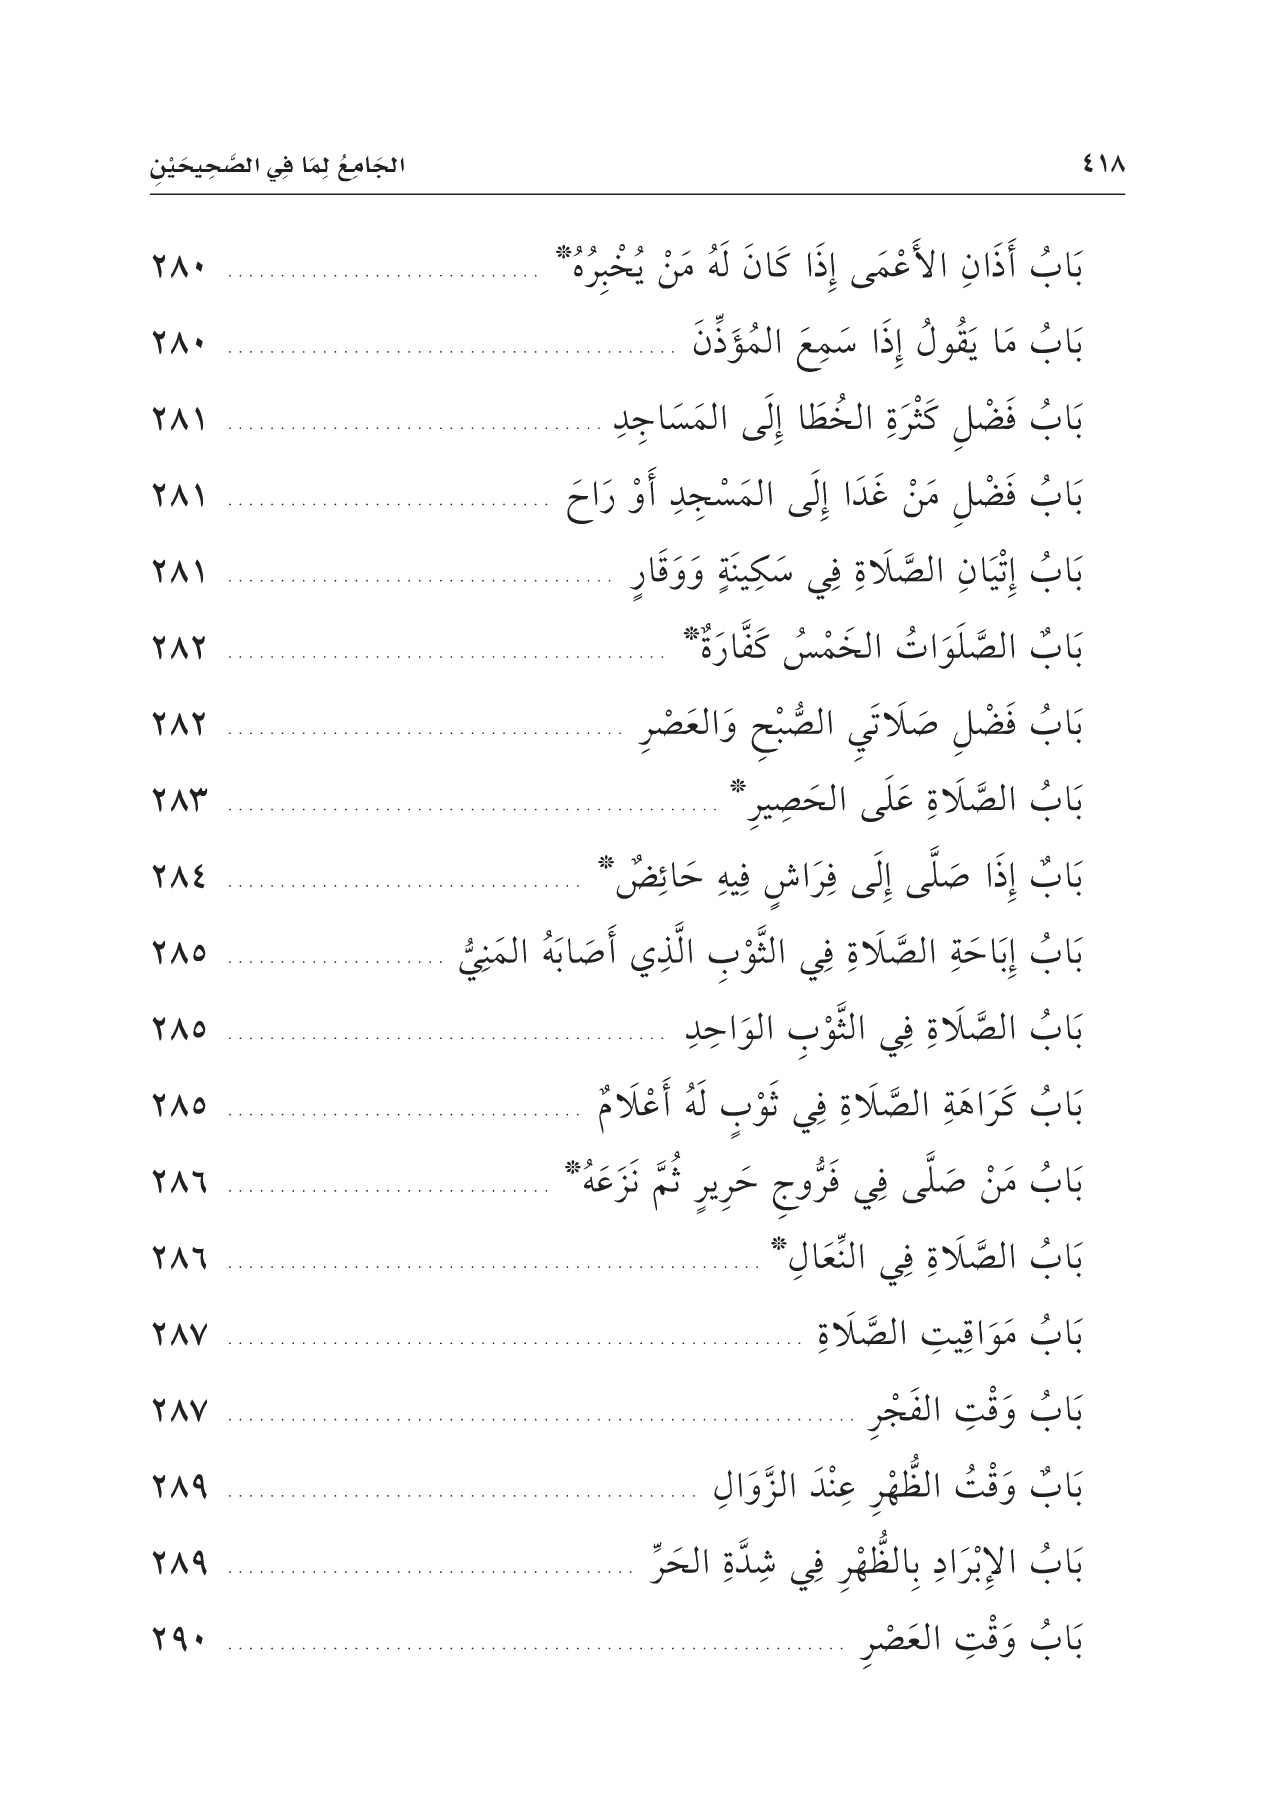 ٤١٨ الجَامِعُ لِمَا فِي الصَّحِيحَيْنِ
بَابُ أَذَانِ الأَعْمَى إِذَا كَانَ لَهُ مَنْ يُخْبِرُهُ* .............................. ٢٨٠
بَابُ مَا يَقُولُ إِذَا سَمِعَ المُؤَذِّنَ .............................. ٢٨٠
بَابُ فَضْلِ كَثْرَةِ الخُطَا إِلَى المَسَاجِدِ .............................. ٢٨١
بَابُ فَضْلِ مَنْ غَدَا إِلَى المَسْجِدِ أَوْ رَاحَ .............................. ٢٨١
بَابُ إِتْيَانِ الصَّلَاةِ فِي سَكِينَةٍ وَوَقَارٍ .............................. ٢٨١
بَابٌ الصَّلَوَاتُ الخَمْسُ كَفَّارَةٌ* .............................. ٢٨٢
بَابُ فَضْلِ صَلَاتَيِ الصُّبْحِ وَالعَصْرِ .............................. ٢٨٢
بَابُ الصَّلَاةِ عَلَى الحَصِيرِ* .............................. ٢٨٣
بَابٌ إِذَا صَلَّى إِلَى فِرَاشٍ فِيهِ حَائِضٌ* .............................. ٢٨٤
بَابُ إِبَاحَةِ الصَّلَاةِ فِي الثَّوْبِ الَّذِي أَصَابَهُ المَنِيُّ .............................. ٢٨٥
بَابُ الصَّلَاةِ فِي الثَّوْبِ الوَاحِدِ .............................. ٢٨٥
بَابُ كَرَاهَةِ الصَّلَاةِ فِي ثَوْبٍ لَهُ أَعْلَامٌ .............................. ٢٨٥
بَابُ مَنْ صَلَّى فِي فَرُّوجِ حَرِيرٍ ثُمَّ نَزَعَهُ* .............................. ٢٨٦
بَابُ الصَّلَاةِ فِي النِّعَالِ* .............................. ٢٨٦
بَابُ مَوَاقِيتِ الصَّلَاةِ .............................. ٢٨٧
بَابُ وَقْتِ الفَجْرِ .............................. ٢٨٧
بَابٌ وَقْتُ الظُّهْرِ عِنْدَ الزَّوَالِ .............................. ٢٨٩
بَابُ الإِبْرَادِ بِالظُّهْرِ فِي شِدَّةِ الحَرِّ .............................. ٢٨٩
بَابُ وَقْتِ العَصْرِ .............................. ٢٩٠